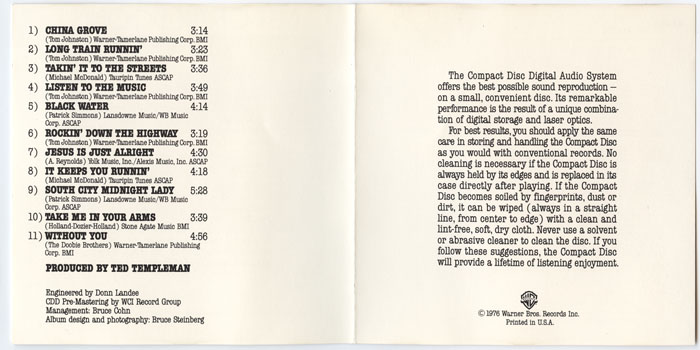 1) CHINA GROVE 3:14
(Tom Johnston) Warner-Tamerlane Publishing Corp. BMI
2) LONG TRAIN RUNNIN' 3:23
(Tom Johnston) Warner-Tamerlane Publishing Corp. BMI
3) TAKIN' IT TO THE STREETS 3:36
(Michael McDonald) Tauripin Tunes ASCAP
4) LISTEN TO THE MUSIC 3:49
(Tom Johnston) Warner-Tamerlane Publishing Corp. BMI
5) BLACK WATER 4:14
(Patrick Simmons) Lansdowne Music/WB Music
Corp. ASCAP
6) ROCKIN' DOWN THE HIGHWAY 3:19
(Tom Johnston) Warner-Tamerlane Publishing Corp. BMI
7) JESUS IS JUST ALRIGHT 4:30
(A. Reynolds) Yolk Music, Inc./Alexis Music, Inc. ASCAP
8) IT KEEPS YOU RUNNIN' 4:18
(Michael McDonald) Tauripin Tunes ASCAP
9) SOUTH CITY MIDNIGHT LADY 5:28
(Patrick Simmons) Lansdowne Music/WB Music
Corp. ASCAP
10) TAKE ME IN YOUR ARMS 3:39
(Holland-Dozier-Holland) Stone Agate Music BMI
11) WITHOUT YOU 4:56
(The Doobie Brothers) Warner-Tamerlane Publishing
Corp. BMI
PRODUCED BY TED TEMPLEMAN
Engineered by Donn Landee
CDD Pre-Mastering by WCI Record Group
Management: Bruce Cohn
Album design and photography: Bruce Steinberg
The Compact Disc Digital Audio System
offers the best possible sound reproduction –
on a small, convenient disc. Its remarkable
performance is the result of a unique combina-
tion of digital storage and laser optics.
For best results, you should apply the same
care in storing and handling the Compact Disc
as you would with conventional records. No
cleaning is necessary if the Compact Disc is
always held by its edges and is replaced in its
case directly after playing. If the Compact
Disc becomes soiled by fingerprints, dust or
dirt, it can be wiped (always in a straight
line, from center to edge) with a clean and
lint-free, soft, dry cloth. Never use a solvent
or abrasive cleaner to clean the disc. If you
follow these suggestions, the Compact Disc
will provide a lifetime of listening enjoyment.
© 1976 Warner Bros. Records Inc.
Printed in U.S.A.